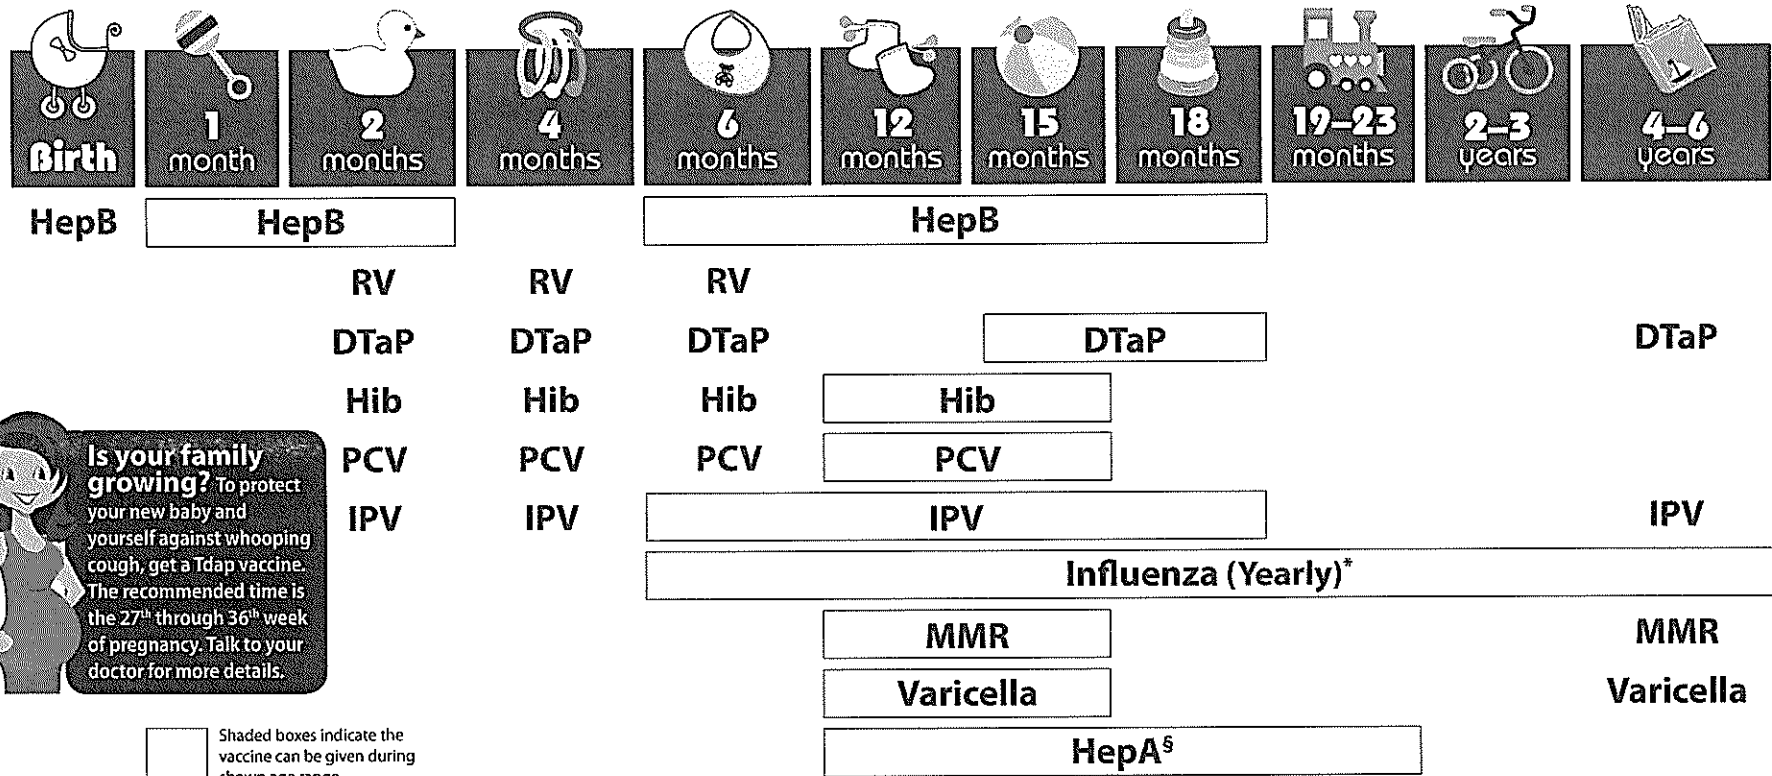 Birth
1 month
2 months
4 months
6 months
12 months
15 months
18 months
19–23 months
2–3 years
4–6 years
HepB HepB HepB
RV RV RV
DTaP DTaP DTaP DTaP DTaP
Hib Hib Hib Hib
PCV PCV PCV PCV
IPV IPV IPV IPV
Influenza (Yearly)*
MMR MMR
Varicella Varicella
HepA§
Is your family
growing? To protect
your new baby and
yourself against whooping
cough, get a Tdap vaccine.
The recommended time is
the 27th through 36th week
of pregnancy. Talk to your
doctor for more details.
Shaded boxes indicate the
vaccine can be given during
shown age range.